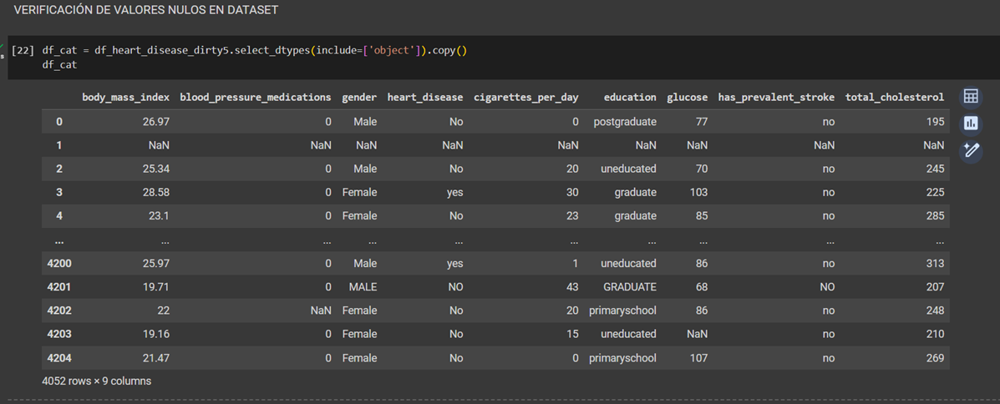 VERIFICACIÓN DE VALORES NULOS EN DATASET
[22] df_cat = df_heart_disease_dirty5.select_dtypes(include=['object']).copy()
s
df_cat
body_mass_index blood_pressure_medications gender heart_disease cigarettes_per_day education glucose has_prevalent_stroke total_cholesterol
0 26.97 0 Male No 0 postgraduate 77 no 195
1 NaN NaN NaN NaN NaN NaN NaN NaN NaN
2 25.34 0 Male No 20 uneducated 70 no 245
3 28.58 0 Female yes 30 graduate 103 no 225
4 23.1 0 Female No 23 graduate 85 no 285
... ... ... ... ... ... ... ... ... ...
4200 25.97 0 Male yes 1 uneducated 86 no 313
4201 19.71 0 MALE NO 43 GRADUATE 68 NO 207
4202 22 NaN Female No 20 primaryschool 86 no 248
4203 19.16 0 Female No 15 uneducated NaN no 210
4204 21.47 0 Female No 0 primaryschool 107 no 269
4052 rows × 9 columns